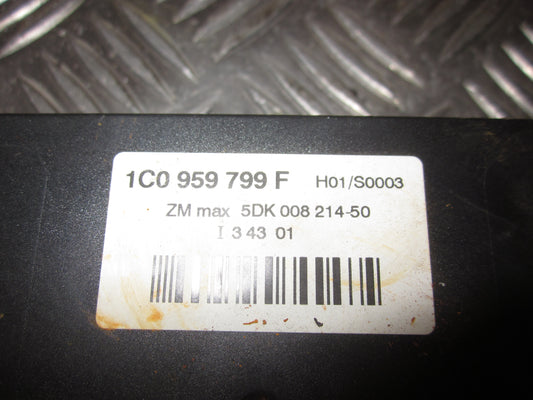 1C0 959 799 F H01/S0003
ZM max 5DK 008 214-50
I 3 43 01